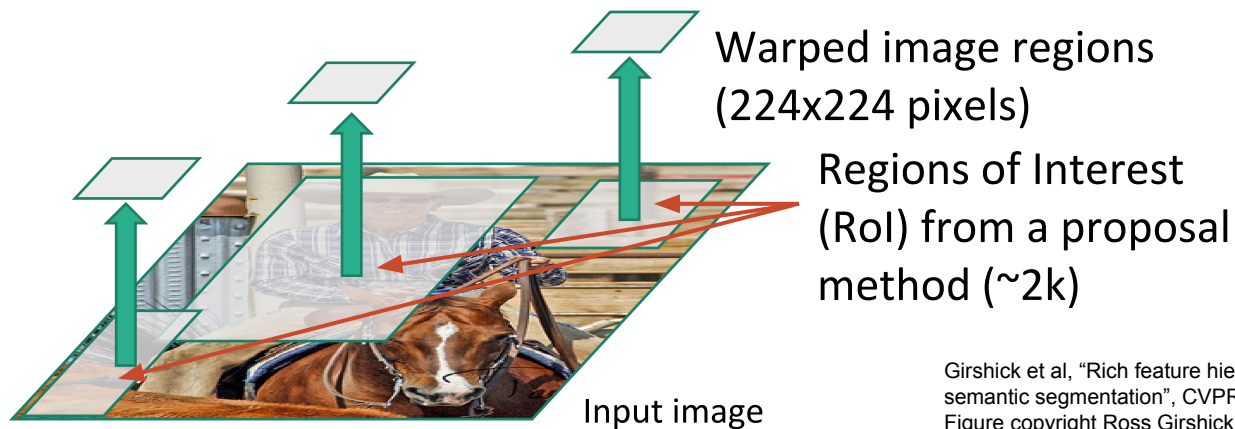 Warped image regions
(224x224 pixels)
Regions of Interest
(RoI) from a proposal
method (~2k)
Input image
Girshick et al, “Rich feature hie
semantic segmentation”, CVPR
Figure copyright Ross Girshick